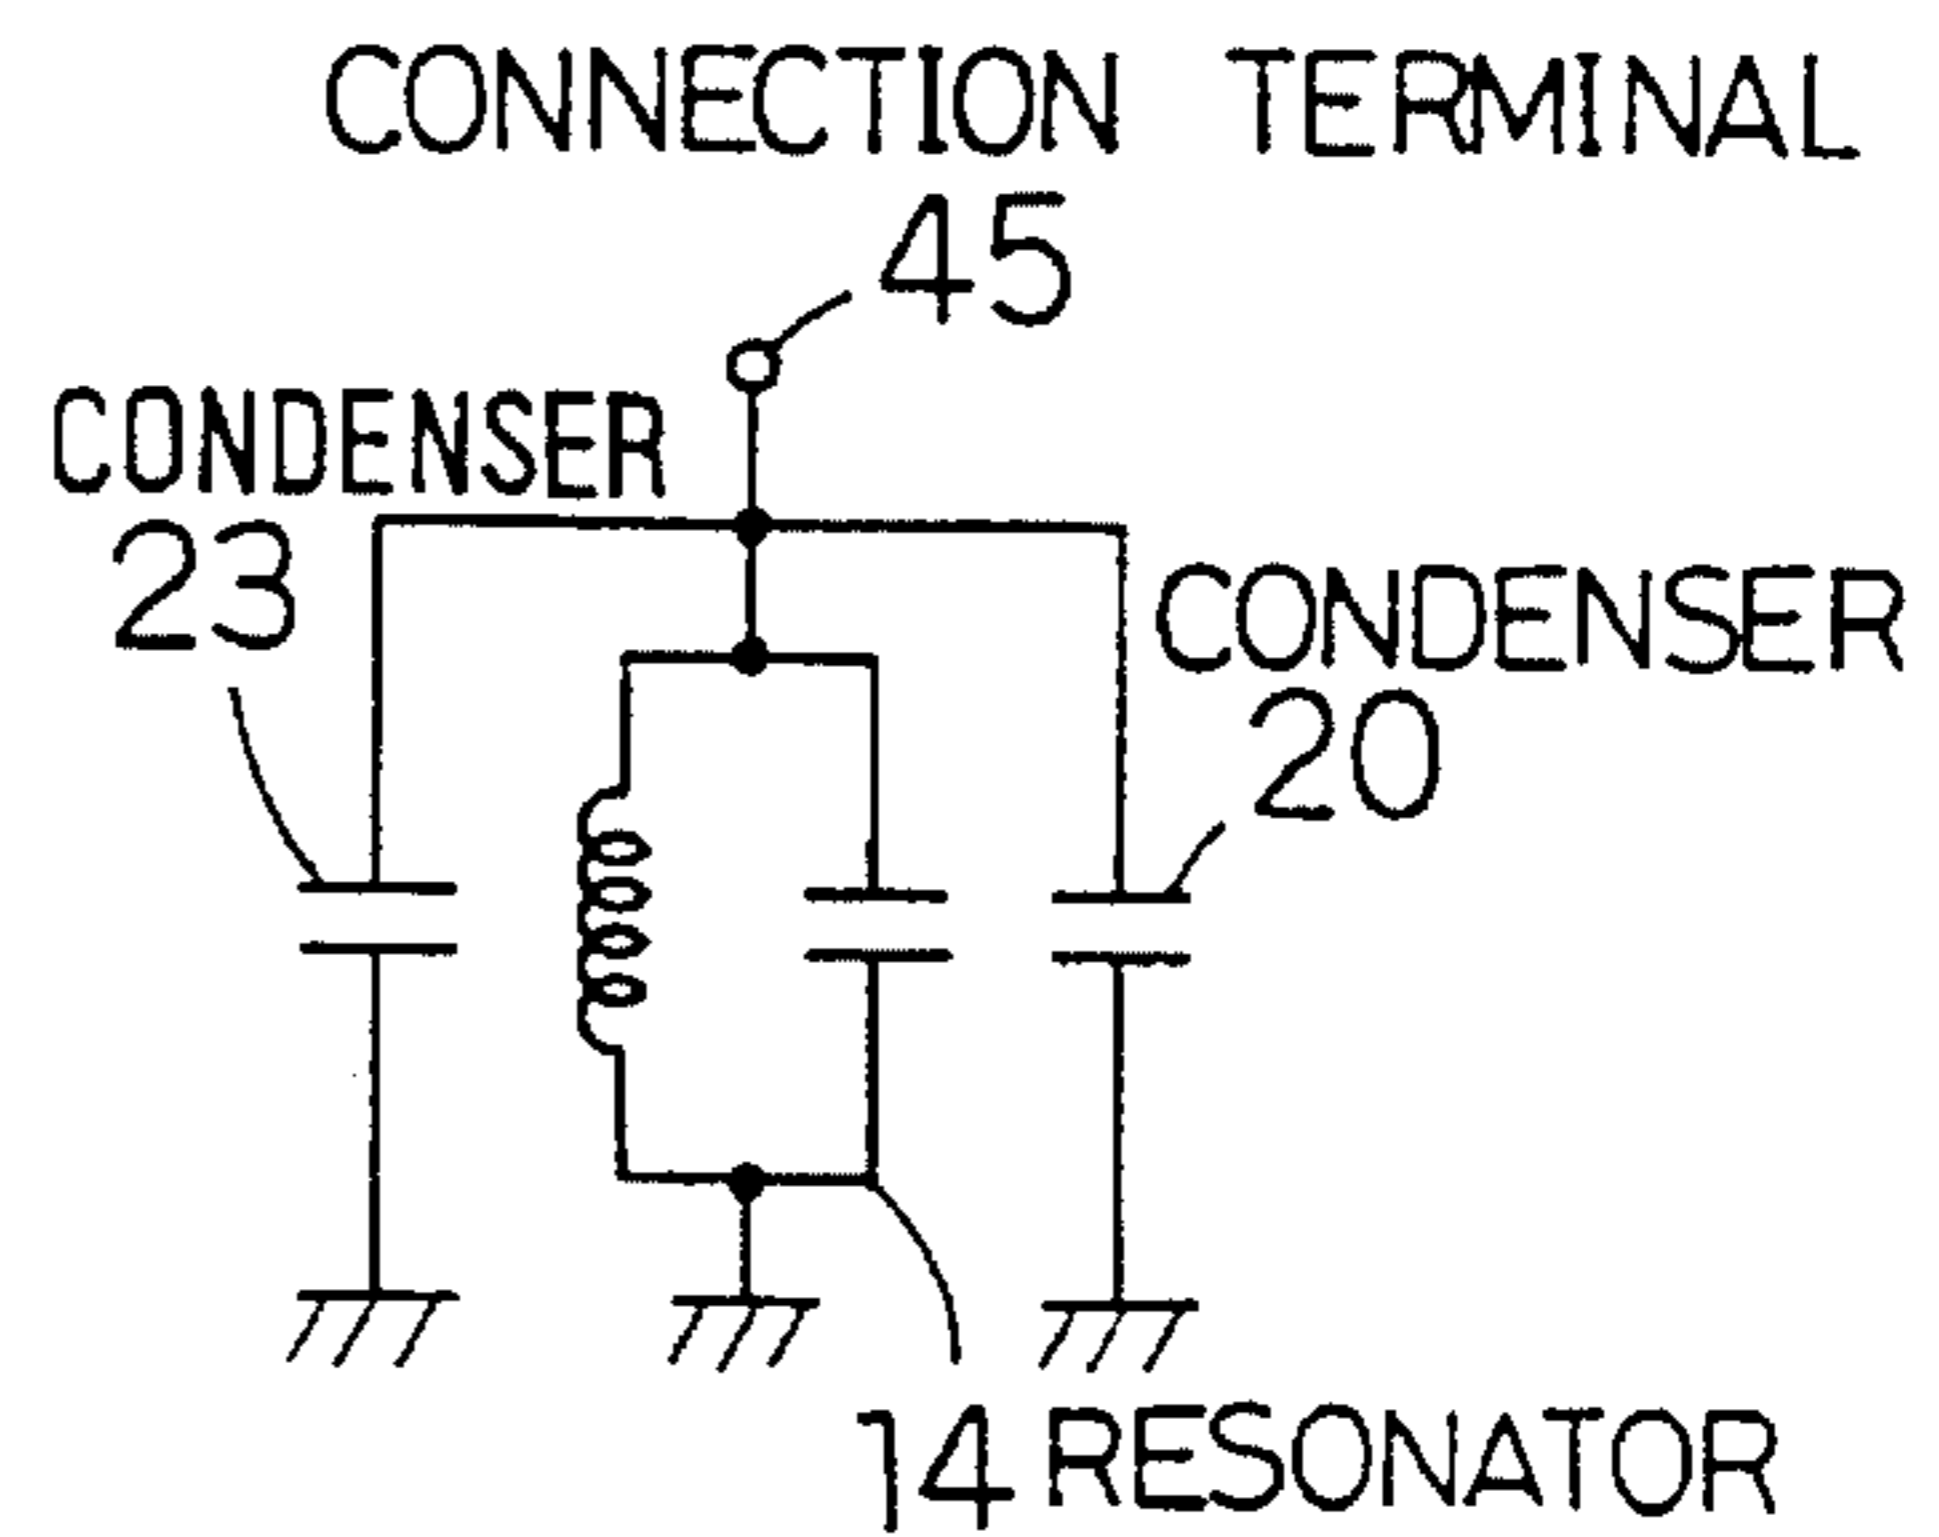 CONNECTION TERMINAL
45
CONDENSER
23
CONDENSER
20
14 RESONATOR